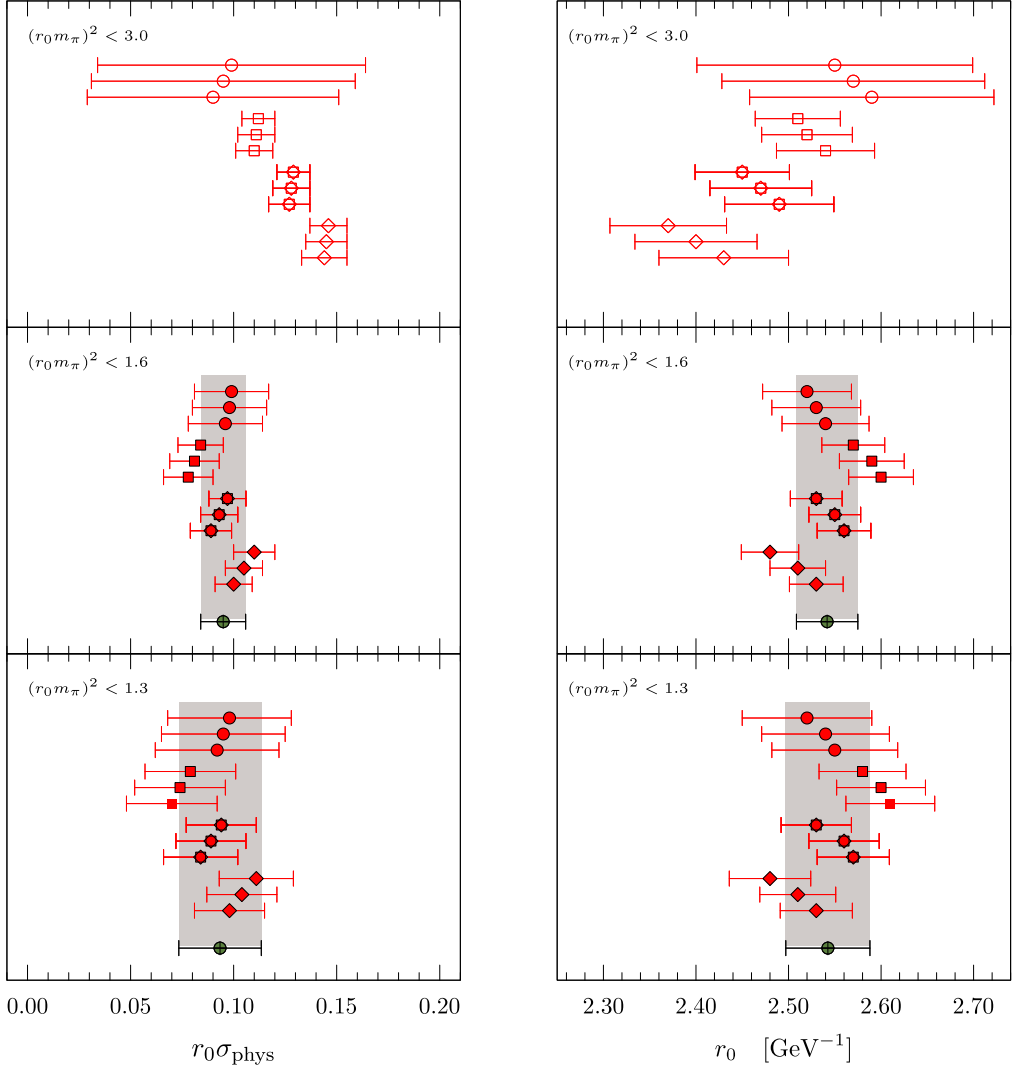 (r₀m_π)² < 3.0
(r₀m_π)² < 3.0
(r₀m_π)² < 1.6
(r₀m_π)² < 1.6
(r₀m_π)² < 1.3
(r₀m_π)² < 1.3
0.00 0.05 0.10 0.15 0.20
2.30 2.40 2.50 2.60 2.70
r₀σ_phys
r₀ [GeV⁻¹]